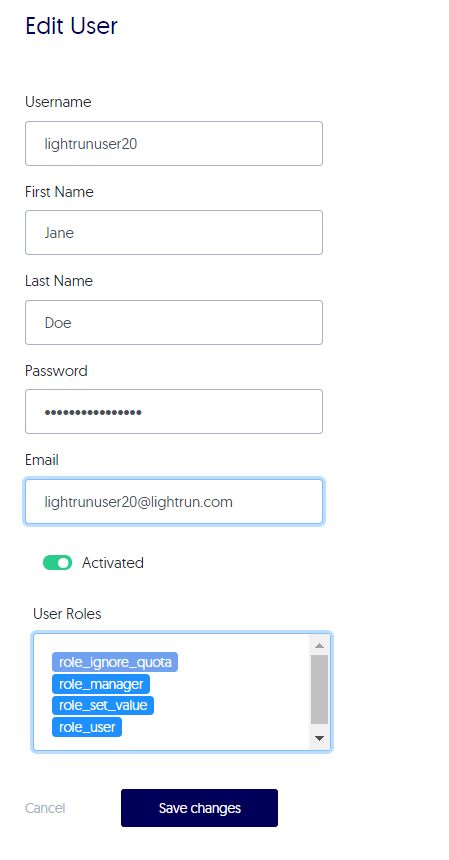 Edit User
Username
lightrunuser20
First Name
Jane
Last Name
Doe
Password
••••••••••••••••
Email
lightrunuser20@lightrun.com
Activated
User Roles
role_ignore_quota
role_manager
role_set_value
role_user
Cancel Save changes